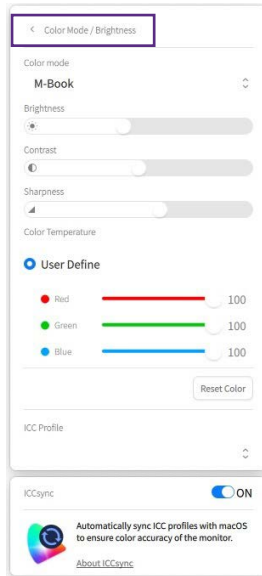 Color Mode / Brightness
Color mode
M-Book
Brightness
Contrast
Sharpness
Color Temperature
User Define
Red 100
Green 100
Blue 100
Reset Color
ICC Profile
ICCsync ON
Automatically sync ICC profiles with macOS
to ensure color accuracy of the monitor.
About ICCsync